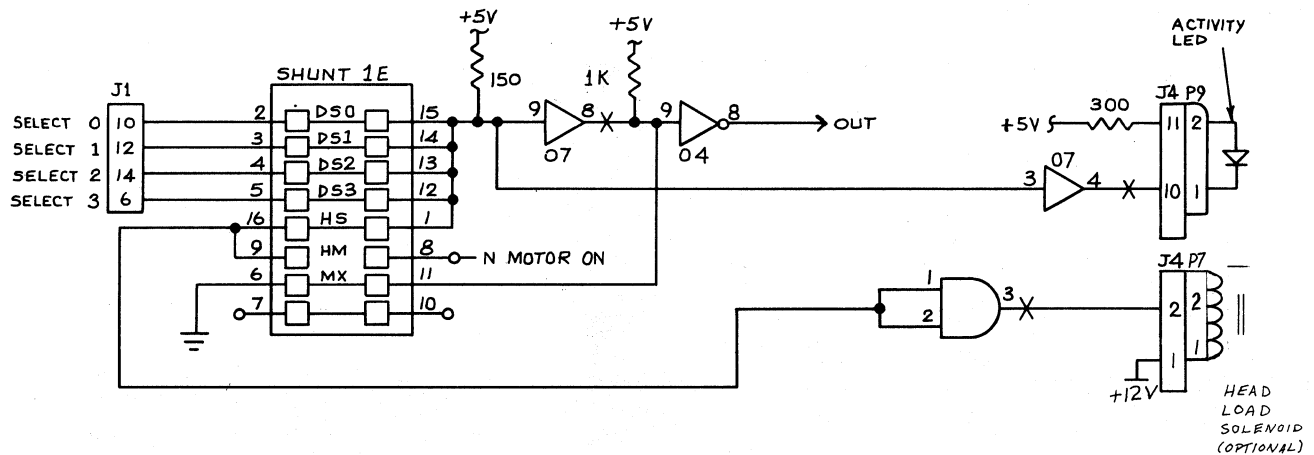 +5V
+5V
ACTIVITY
LED
SHUNT 1E
150
1K
J1
J4 P9
300
SELECT 0 10 2 DS0 15
9 8 9 8 OUT
+5V 11 2
SELECT 1 12 3 DS1 14
07 04
SELECT 2 14 4 DS2 13
07
SELECT 3 6 5 DS3 12
3 4 10 1
16 HS 1
9 HM 8 N MOTOR ON
6 MX 11
J4 P7
7 10
1
2 3 2 2
1 1
+12V
HEAD
LOAD
SOLENOID
(OPTIONAL)